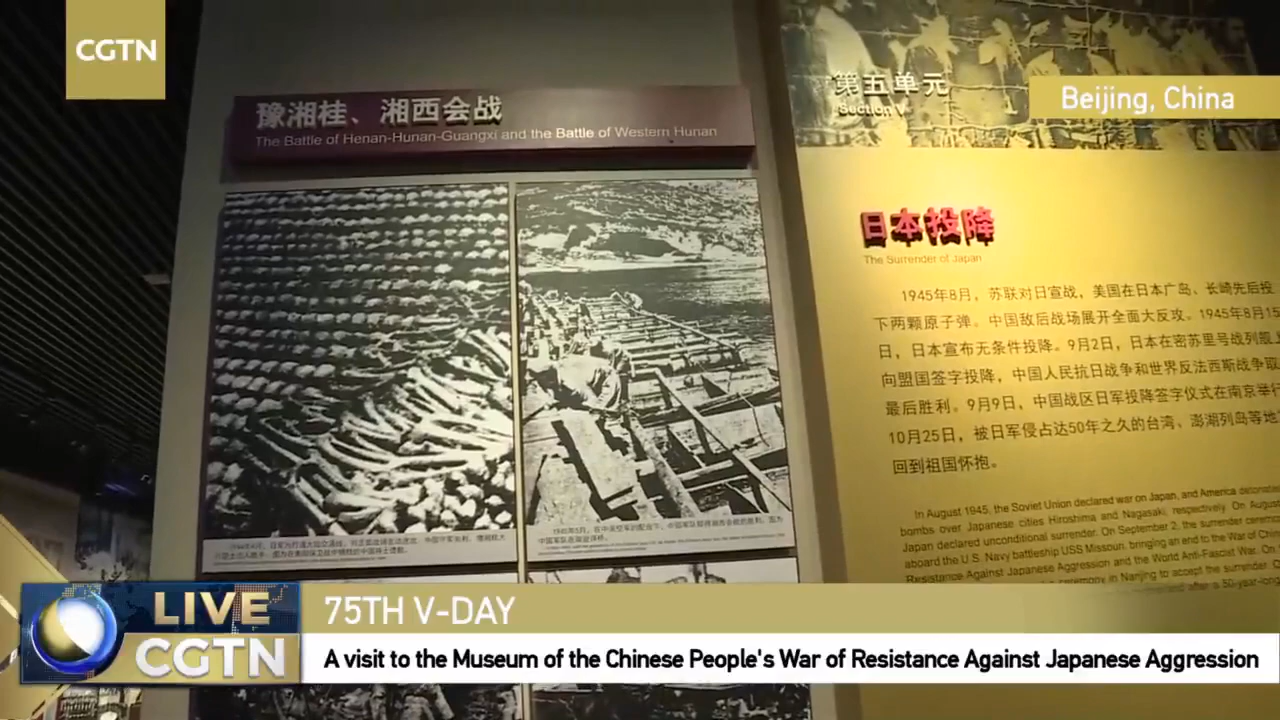 CGTN
豫湘桂、湘西会战
The Battle of Henan-Hunan-Guangxi and the Battle of Western Hunan
第五单元
Section V
Beijing, China
日本投降
The Surrender of Japan
1945年8月，苏联对日宣战，美国在日本广岛、长崎先后投
下两颗原子弹。中国敌后战场展开全面大反攻。1945年8月15
日，日本宣布无条件投降。9月2日，日本在密苏里号战列舰上
向盟国签字投降，中国人民抗日战争和世界反法西斯战争取
最后胜利。9月9日，中国战区日军投降签字仪式在南京举行
10月25日，被日军侵占达50年之久的台湾、澎湖列岛等地
回到祖国怀抱。
In August 1945, the Soviet Union declared war on Japan, and America detonated
bombs over Japanese cities Hiroshima and Nagasaki, respectively. On August
Japan declared unconditional surrender. On September 2, the surrender ceremony
aboard the U.S. Navy battleship USS Missouri, bringing an end to the War of Chinese
Resistance Against Japanese Aggression and the World Anti-Fascist War. On
ceremony in Nanjing to accept the surrender.
after a 50-year-long
LIVE
CGTN
75TH V-DAY
A visit to the Museum of the Chinese People's War of Resistance Against Japanese Aggression